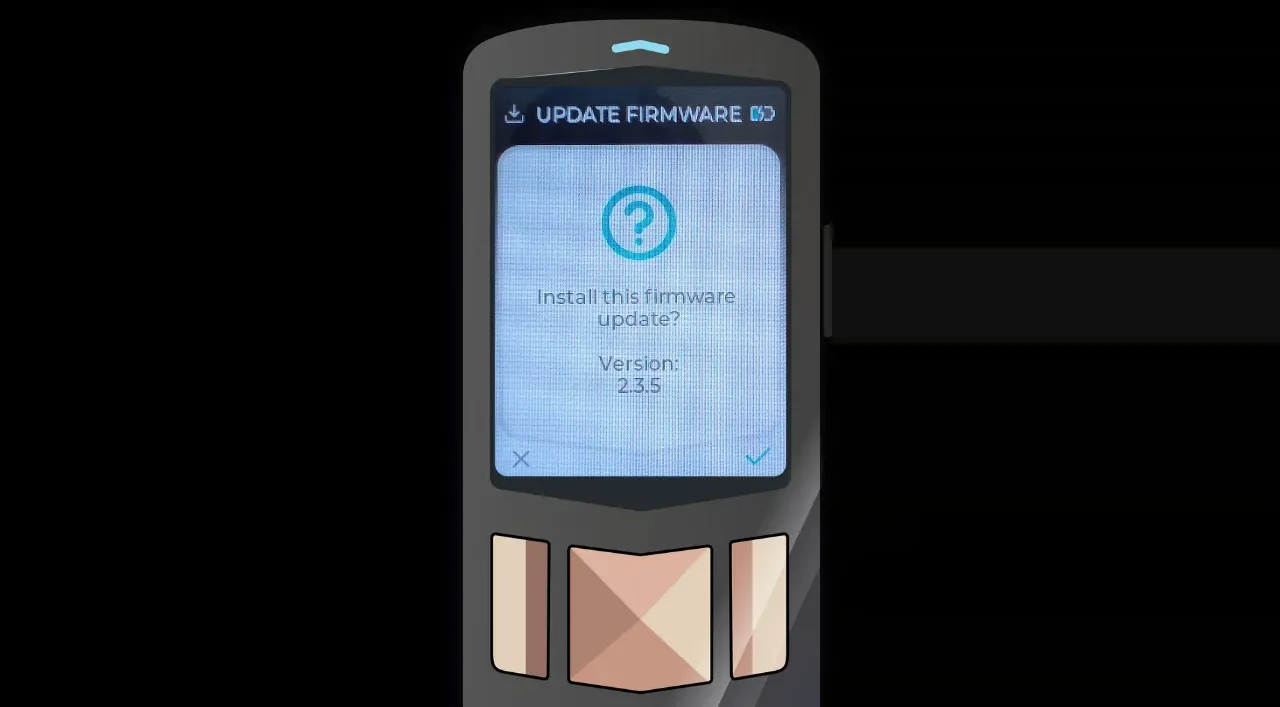 UPDATE FIRMWARE
Install this firmware
update?
Version:
2.3.5